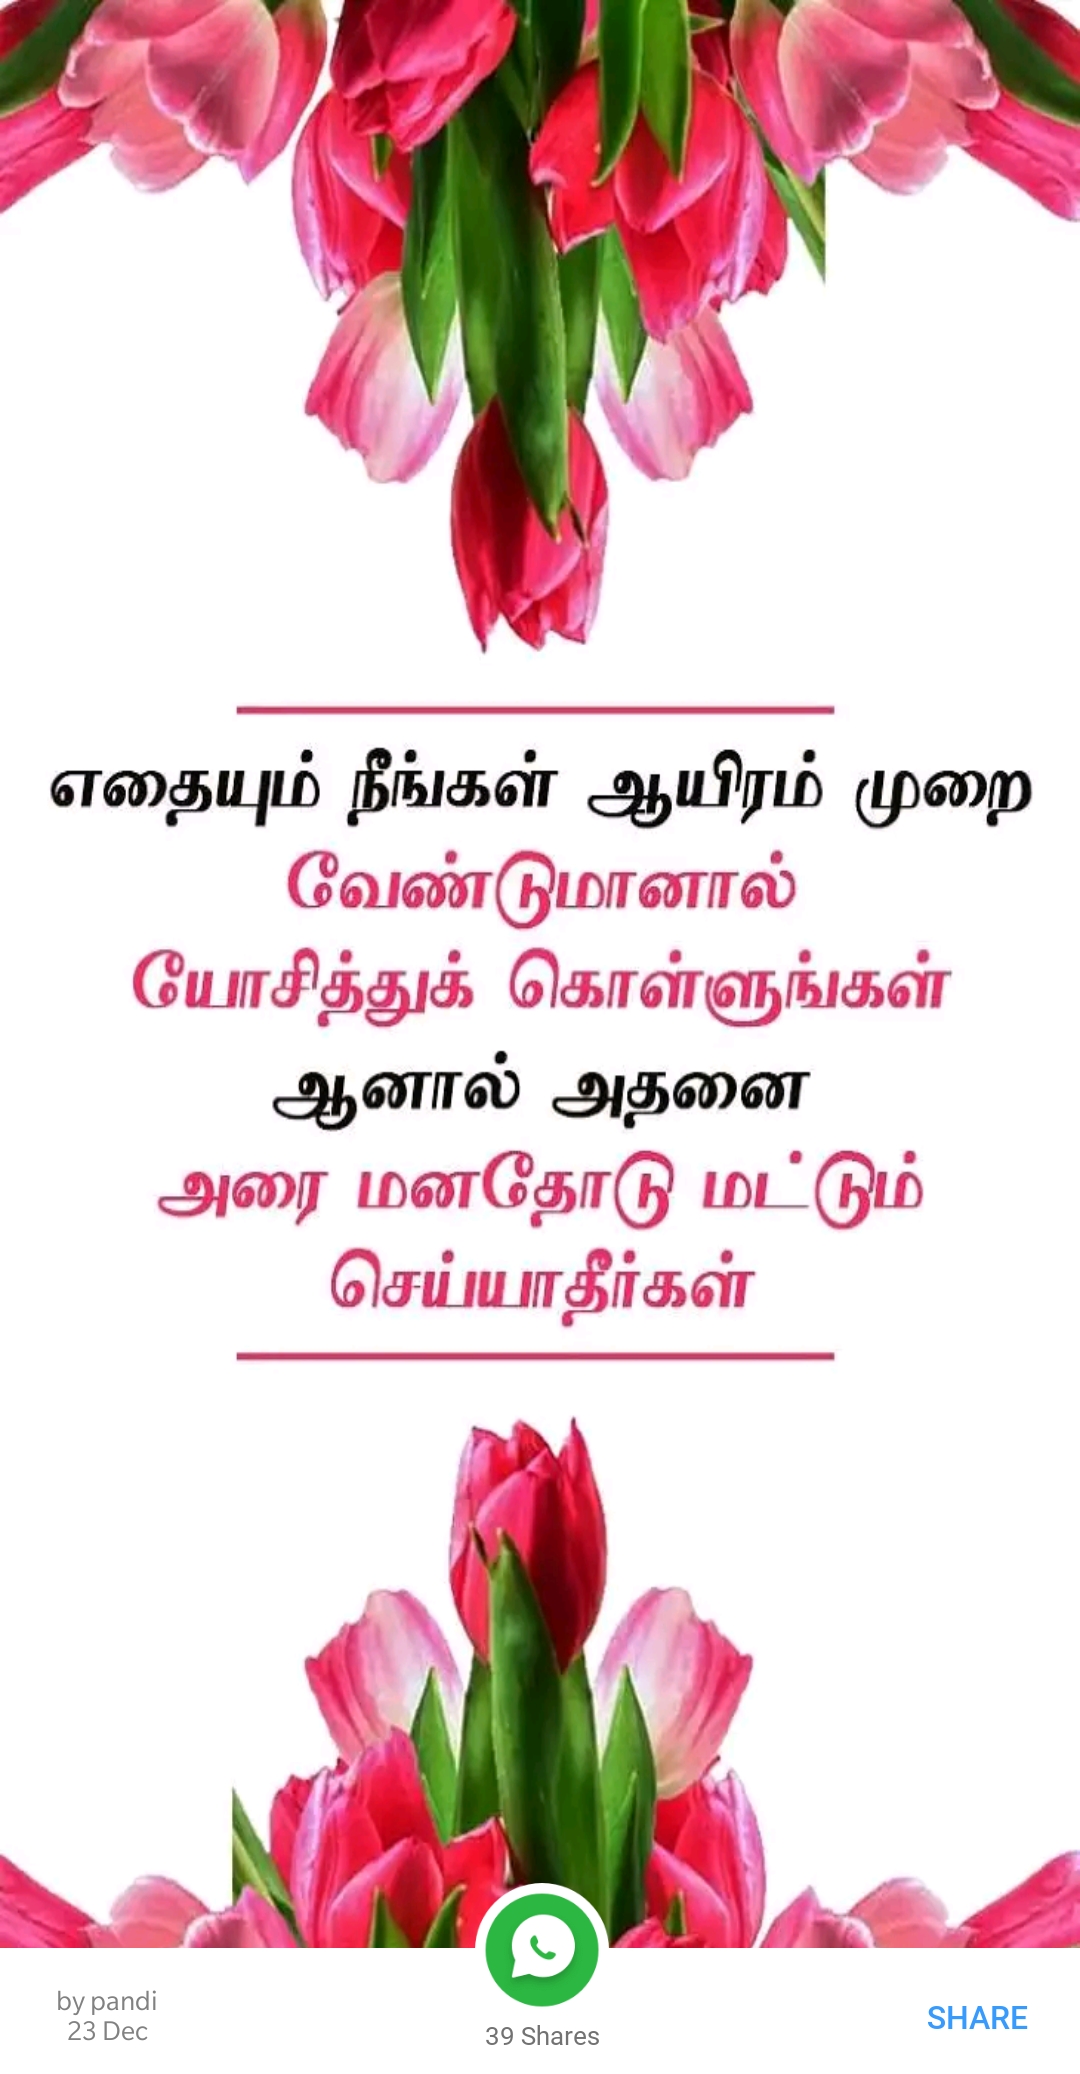 எதையும் நீங்கள் ஆயிரம் முறை
வேண்டுமானால்
யோசித்துக் கொள்ளுங்கள்
ஆனால் அதனை
அரை மனதோடு மட்டும்
செய்யாதீர்கள்
by pandi
23 Dec
39 Shares
SHARE